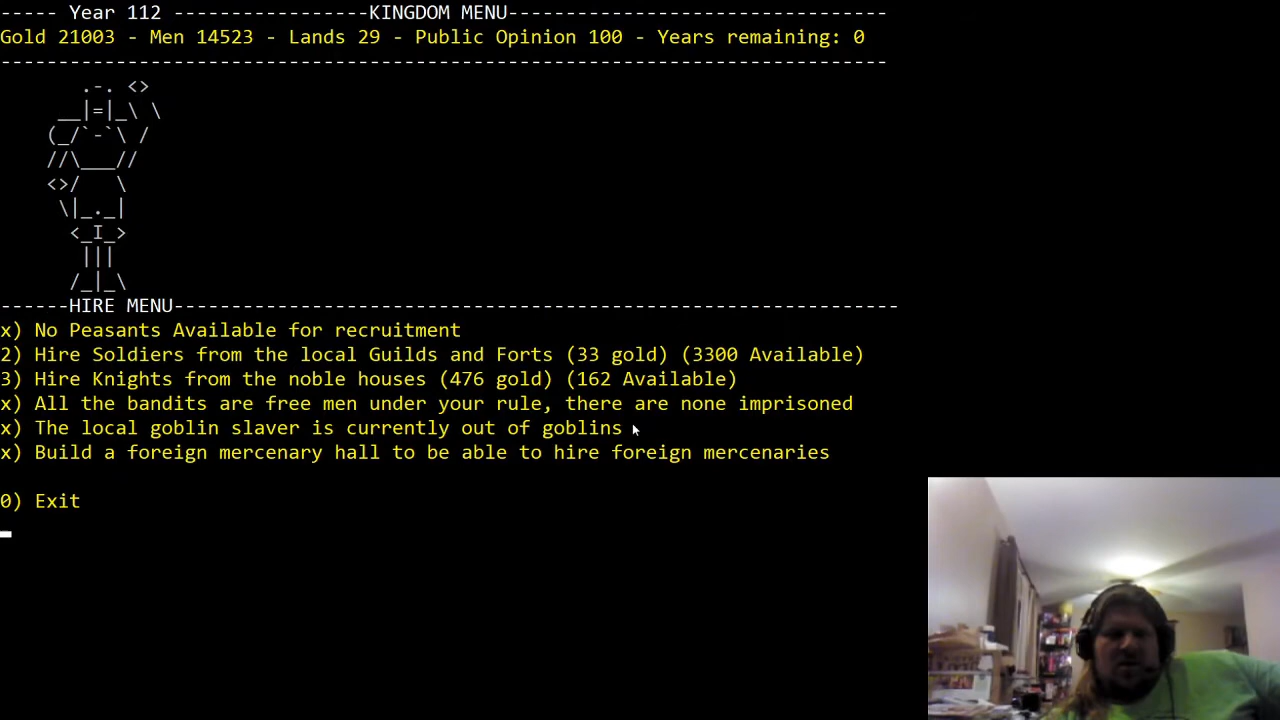 ----- Year 112 -----------------KINGDOM MENU---------------------------------
Gold 21003 - Men 14523 - Lands 29 - Public Opinion 100 - Years remaining: 0
-----------------------------------------------------------------------------
------HIRE MENU---------------------------------------------------------------
x) No Peasants Available for recruitment
2) Hire Soldiers from the local Guilds and Forts (33 gold) (3300 Available)
3) Hire Knights from the noble houses (476 gold) (162 Available)
x) All the bandits are free men under your rule, there are none imprisoned
x) The local goblin slaver is currently out of goblins
x) Build a foreign mercenary hall to be able to hire foreign mercenaries
0) Exit